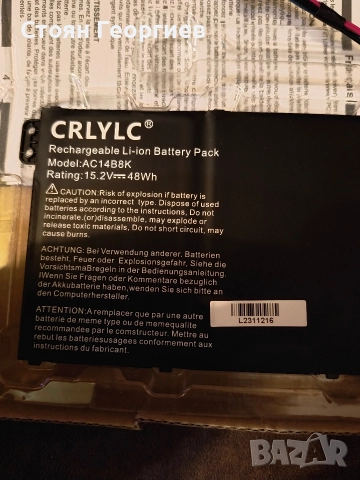 Стоян Георгиев
CRLYLC®
Rechargeable Li-ion Battery Pack
Model:AC14B8K
Rating:15.2V⎓48Wh
⚠CAUTION: Risk of explosion if battery is
replaced by an incorrect type. Dispose of used
batteries according to instructions. Do not
incinerate.(or)disassemble, may explode or
release toxic materials, Do not short circuit,may
cause burns.
ACHTUNG: Bei Verwendung anderer. Batterien
besteht, Feuer oder Explosionsgefahr, Siehe die
VorsichtsmaBregeln in der Bedienungsanleitung.
IWenn Sie Fragen oder Kommentare bezuglich
der Akkubatterie haben, wenden sie sich bitte an
den Computerhersteller.
ATTENTION: A remplacer que par autre autre
batterie de meme type ou de memequalite
recommandee par le constructeur. Mettre au
rebut les batteriesusagees conformement aux
instructions du fabricant.
L2311216
BAZAR